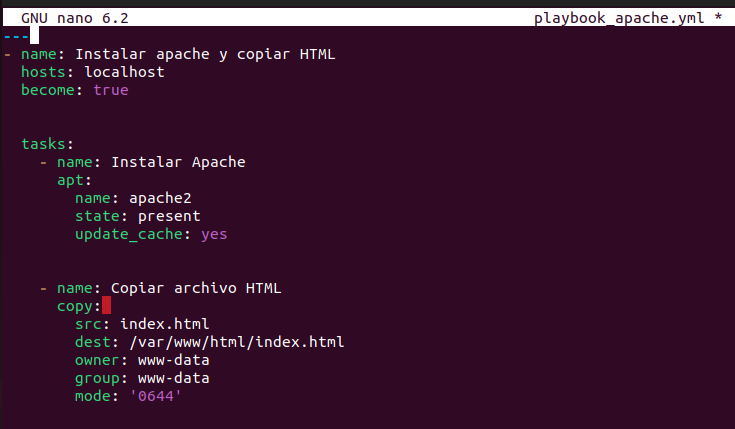 GNU nano 6.2 playbook_apache.yml *
---
- name: Instalar apache y copiar HTML
  hosts: localhost
  become: true

  tasks:
    - name: Instalar Apache
      apt:
        name: apache2
        state: present
        update_cache: yes

    - name: Copiar archivo HTML
      copy:
        src: index.html
        dest: /var/www/html/index.html
        owner: www-data
        group: www-data
        mode: '0644'